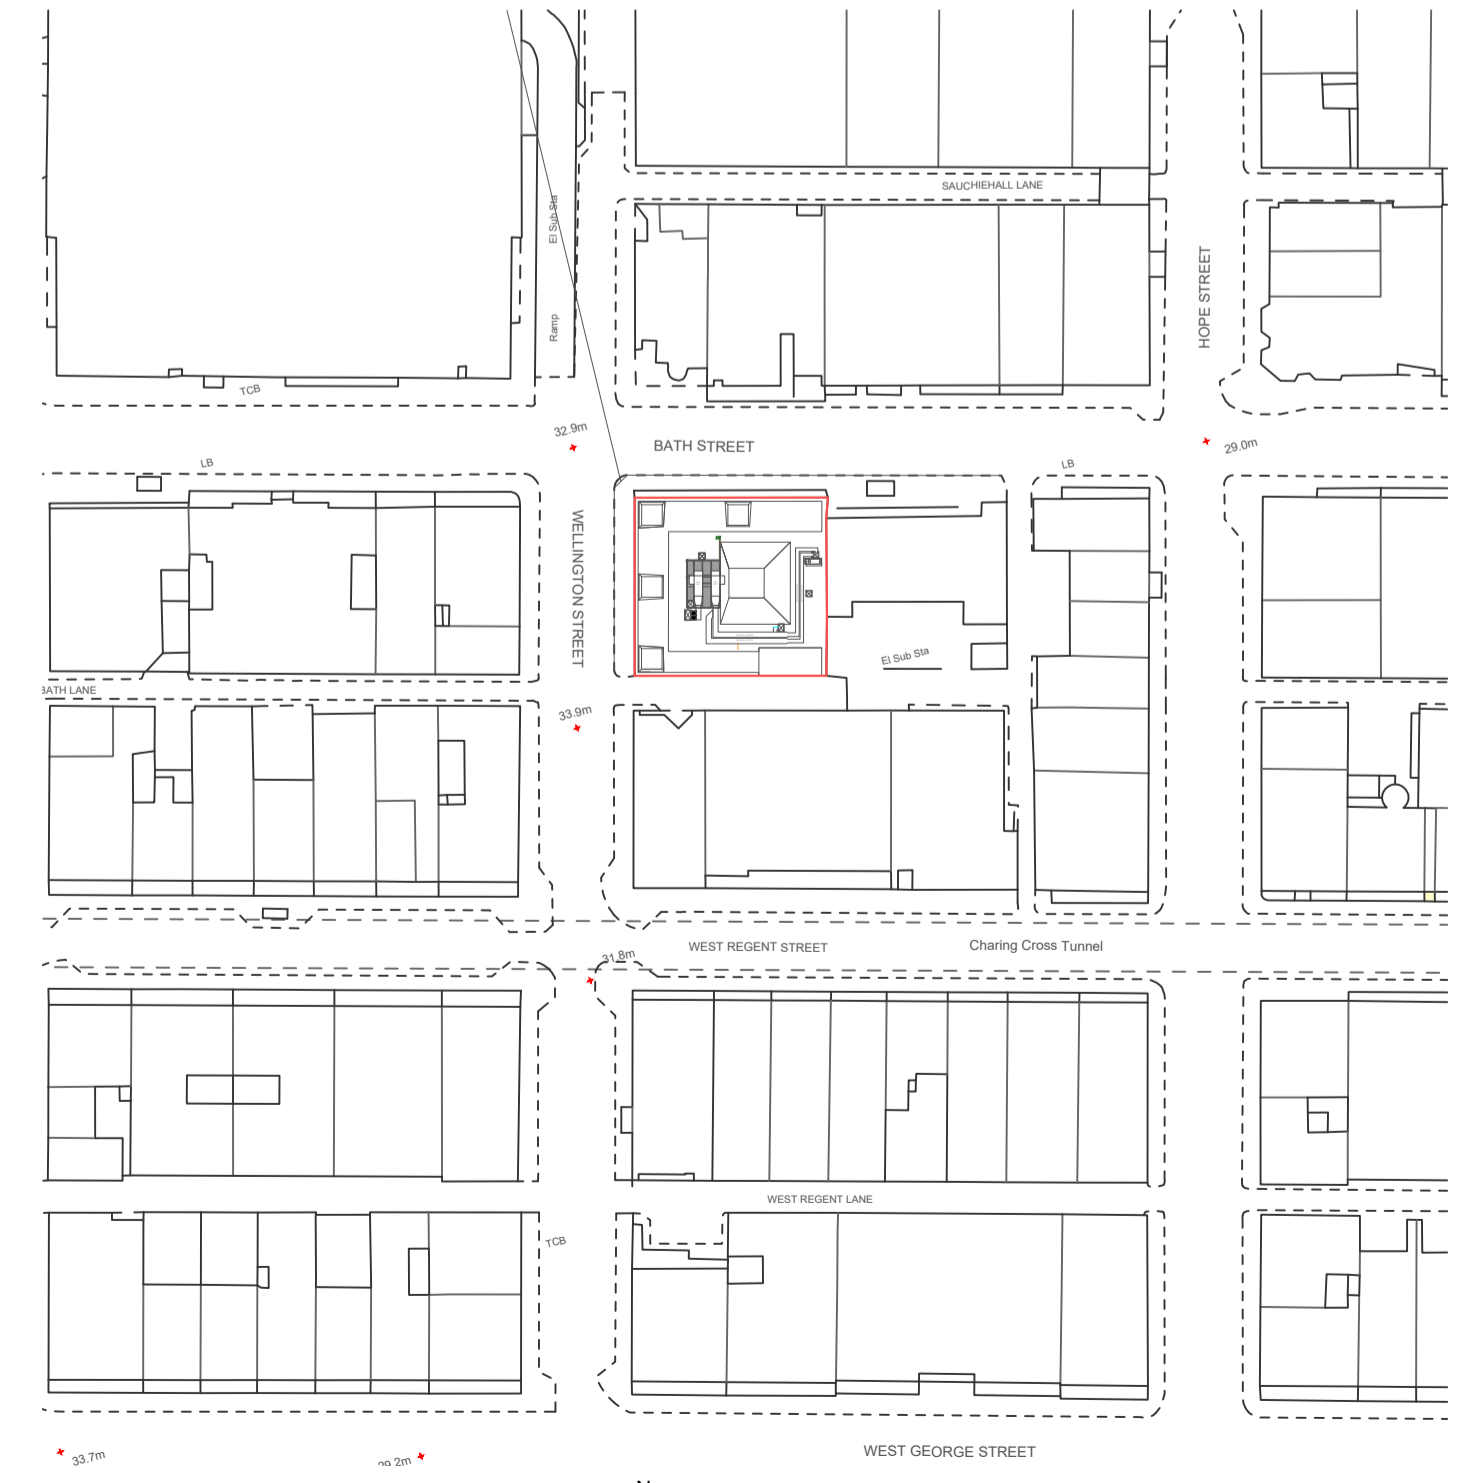 SAUCHIEHALL LANE
El Sub Sta
HOPE STREET
Ramp
TCB
32.9m
BATH STREET
29.0m
LB
LB
WELLINGTON STREET
El Sub Sta
BATH LANE
33.9m
WEST REGENT STREET
Charing Cross Tunnel
31.8m
WEST REGENT LANE
TCB
WEST GEORGE STREET
33.7m
29.2m